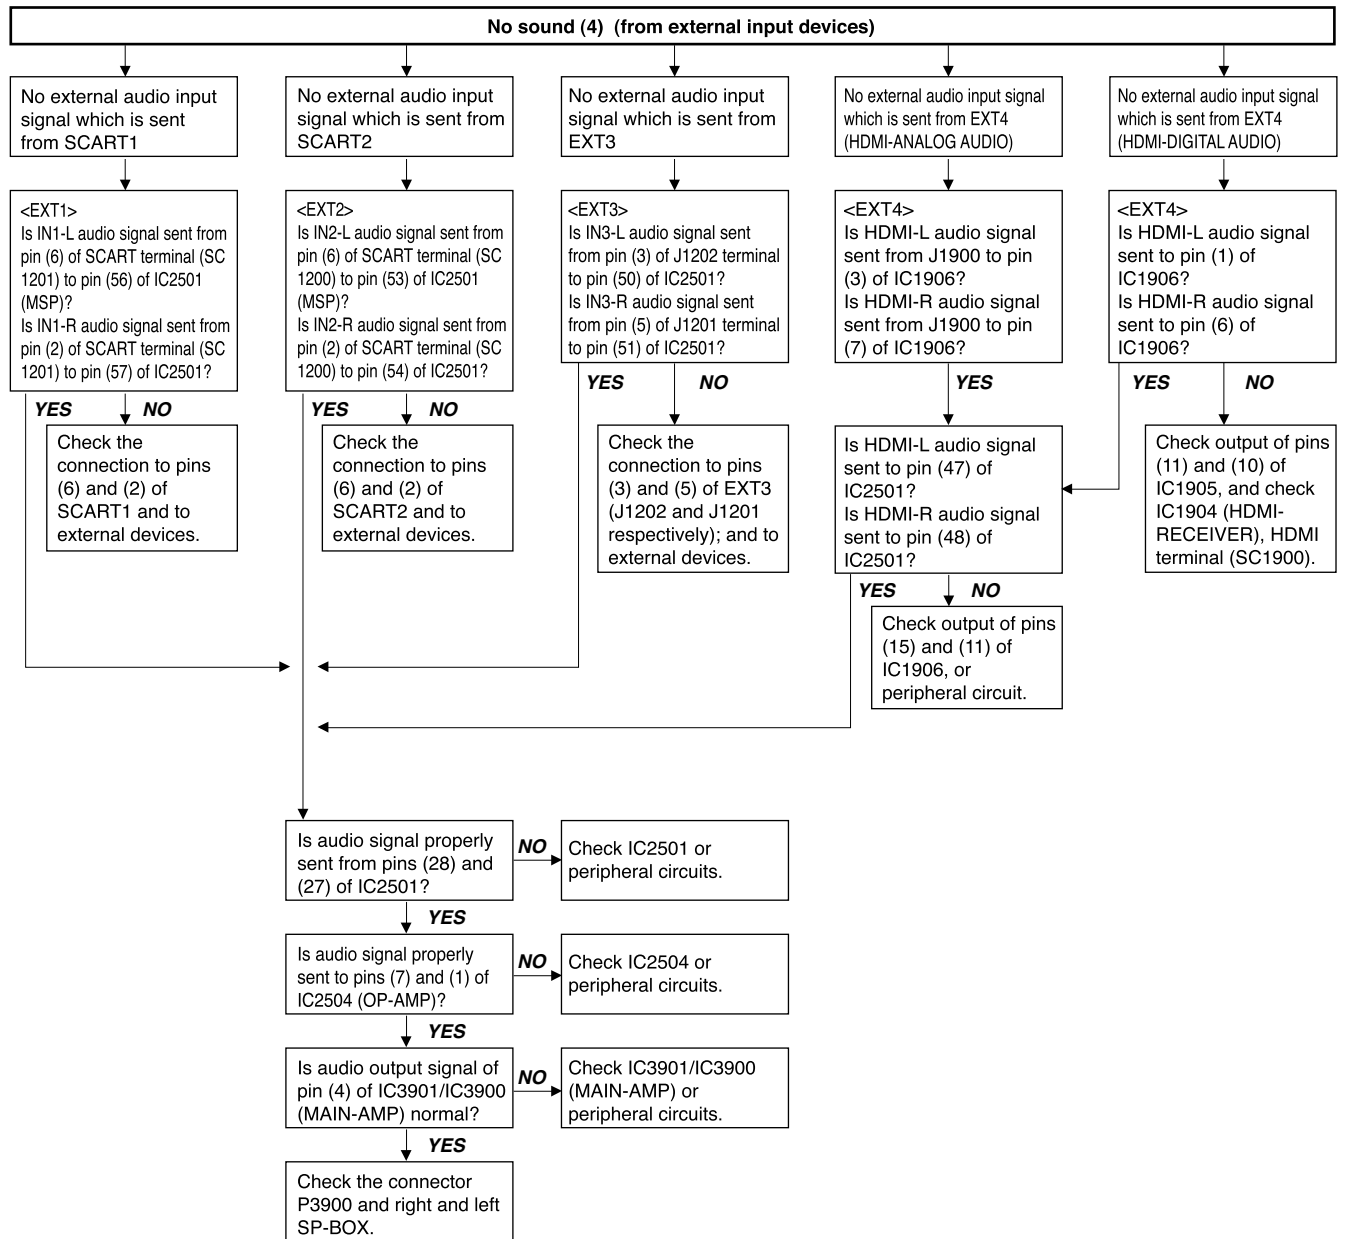 No sound (4)  (from external input devices)
No external audio input
signal which is sent
from SCART1
No external audio input
signal which is sent from
SCART2
No external audio input
signal which is sent from
EXT3
No external audio input signal
which is sent from EXT4
(HDMI-ANALOG AUDIO)
No external audio input signal
which is sent from EXT4
(HDMI-DIGITAL AUDIO)
<EXT1>
Is IN1-L audio signal sent from
pin (6) of SCART terminal (SC
1201) to pin (56) of IC2501
(MSP)?
Is IN1-R audio signal sent from
pin (2) of SCART terminal (SC
1201) to pin (57) of IC2501?
<EXT2>
Is IN2-L audio signal sent from
pin (6) of SCART terminal (SC
1200) to pin (53) of IC2501
(MSP)?
Is IN2-R audio signal sent from
pin (2) of SCART terminal (SC
1200) to pin (54) of IC2501?
<EXT3>
Is IN3-L audio signal sent
from pin (3) of J1202 terminal
to pin (50) of IC2501?
Is IN3-R audio signal sent
from pin (5) of J1201 terminal
to pin (51) of IC2501?
<EXT4>
Is HDMI-L audio signal
sent from J1900 to pin
(3) of IC1906?
Is HDMI-R audio signal
sent from J1900 to pin
(7) of IC1906?
<EXT4>
Is HDMI-L audio signal
sent to pin (1) of
IC1906?
Is HDMI-R audio signal
sent to pin (6) of
IC1906?
YES
NO
YES
NO
YES
NO
YES
YES
NO
Check the
connection to pins
(6) and (2) of
SCART1 and to
external devices.
Check the
connection to pins
(6) and (2) of
SCART2 and to
external devices.
Check the
connection to pins
(3) and (5) of EXT3
(J1202 and J1201
respectively); and to
external devices.
Is HDMI-L audio signal
sent to pin (47) of
IC2501?
Is HDMI-R audio signal
sent to pin (48) of
IC2501?
Check output of pins
(11) and (10) of
IC1905, and check
IC1904 (HDMI-
RECEIVER), HDMI
terminal (SC1900).
YES
NO
Check output of pins
(15) and (11) of
IC1906, or
peripheral circuit.
Is audio signal properly
sent from pins (28) and
(27) of IC2501?
NO
Check IC2501 or
peripheral circuits.
YES
Is audio signal properly
sent to pins (7) and (1) of
IC2504 (OP-AMP)?
NO
Check IC2504 or
peripheral circuits.
YES
Is audio output signal of
pin (4) of IC3901/IC3900
(MAIN-AMP) normal?
NO
Check IC3901/IC3900
(MAIN-AMP) or
peripheral circuits.
YES
Check the connector
P3900 and right and left
SP-BOX.